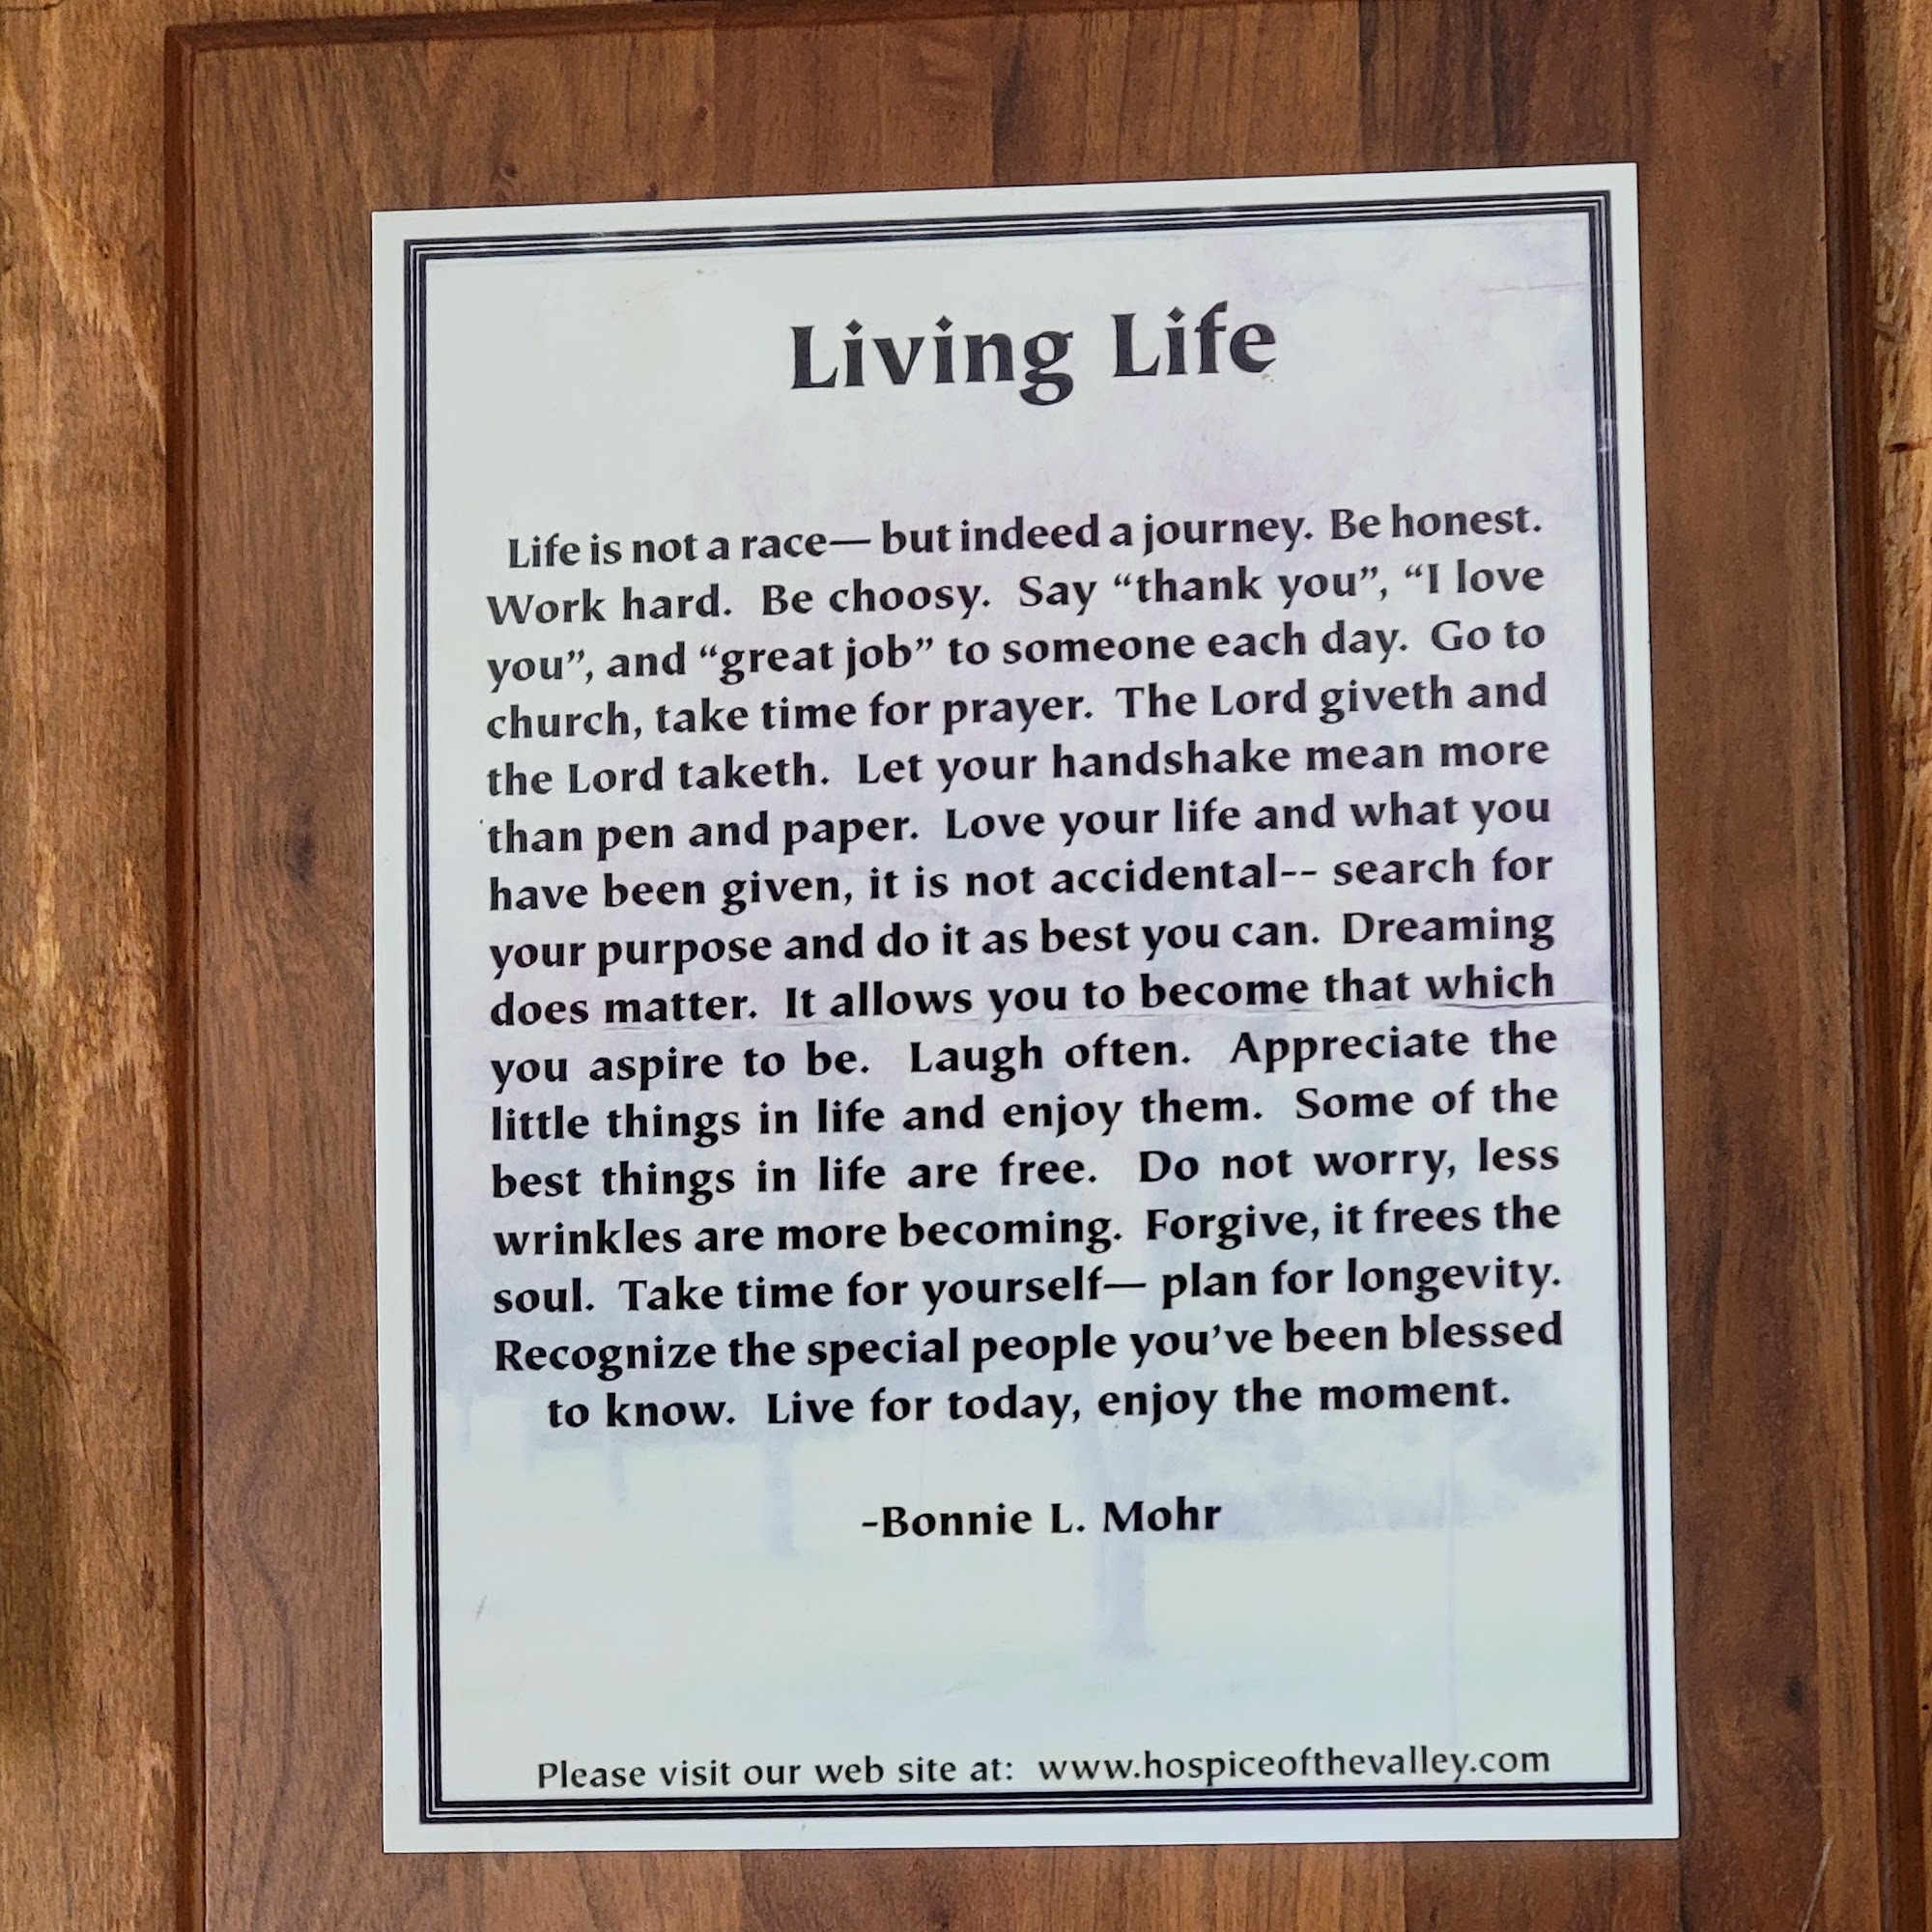 Living Life
Life is not a race— but indeed a journey. Be honest.
Work hard. Be choosy. Say “thank you”, “I love
you”, and “great job” to someone each day. Go to
church, take time for prayer. The Lord giveth and
the Lord taketh. Let your handshake mean more
than pen and paper. Love your life and what you
have been given, it is not accidental-- search for
your purpose and do it as best you can. Dreaming
does matter. It allows you to become that which
you aspire to be. Laugh often. Appreciate the
little things in life and enjoy them. Some of the
best things in life are free. Do not worry, less
wrinkles are more becoming. Forgive, it frees the
soul. Take time for yourself— plan for longevity.
Recognize the special people you’ve been blessed
to know. Live for today, enjoy the moment.
-Bonnie L. Mohr
Please visit our web site at: www.hospiceofthevalley.com